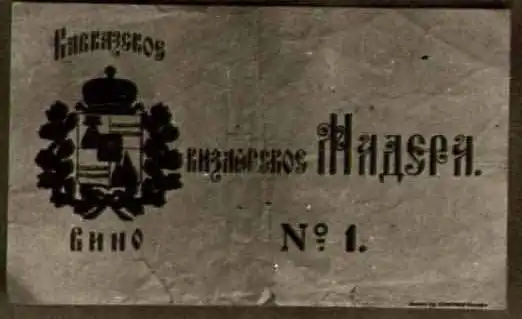 Кавказское
кизлярское Мадера.
вино
№ 1.